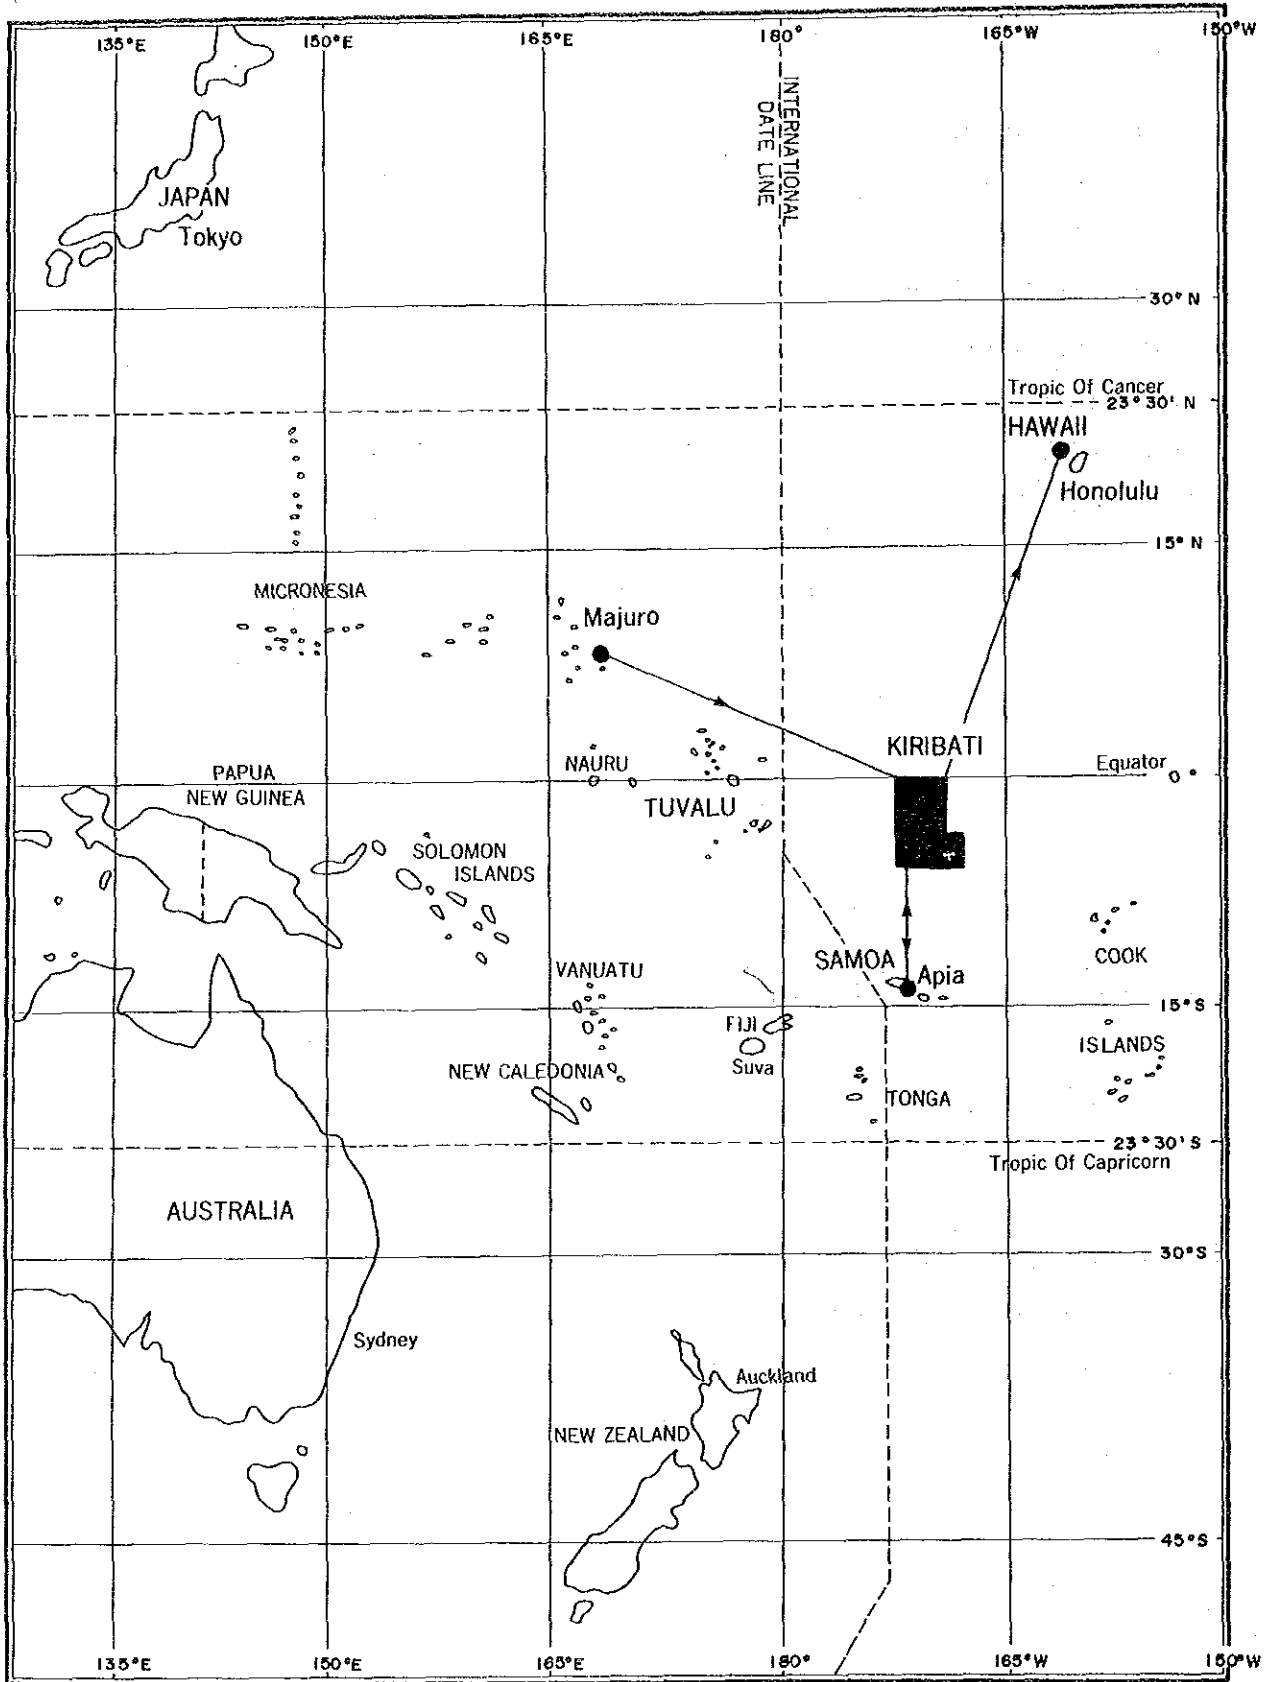 135°E 150°E 165°E 180° 165°W 150°W
INTERNATIONAL
DATE LINE
JAPAN
Tokyo
30° N
Tropic Of Cancer
23° 30' N
HAWAII
Honolulu
15° N
MICRONESIA
Majuro
KIRIBATI
NAURU
Equator
0°
PAPUA
NEW GUINEA
TUVALU
SOLOMON
ISLANDS
SAMOA
Apia
COOK
VANUATU
15°S
FIJI
ISLANDS
Suva
NEW CALEDONIA
TONGA
23° 30' S
Tropic Of Capricorn
AUSTRALIA
30°S
Sydney
Auckland
NEW ZEALAND
45°S
135°E 150°E 165°E 180° 165°W 150°W